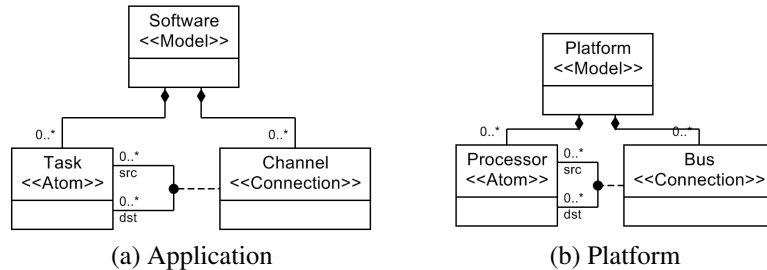 Software
<<Model>>
0..*
0..*
Task
<<Atom>>
0..*
src
0..*
dst
Channel
<<Connection>>
(a) Application
Platform
<<Model>>
0..*
0..*
Processor
<<Atom>>
0..*
src
0..*
dst
Bus
<<Connection>>
(b) Platform